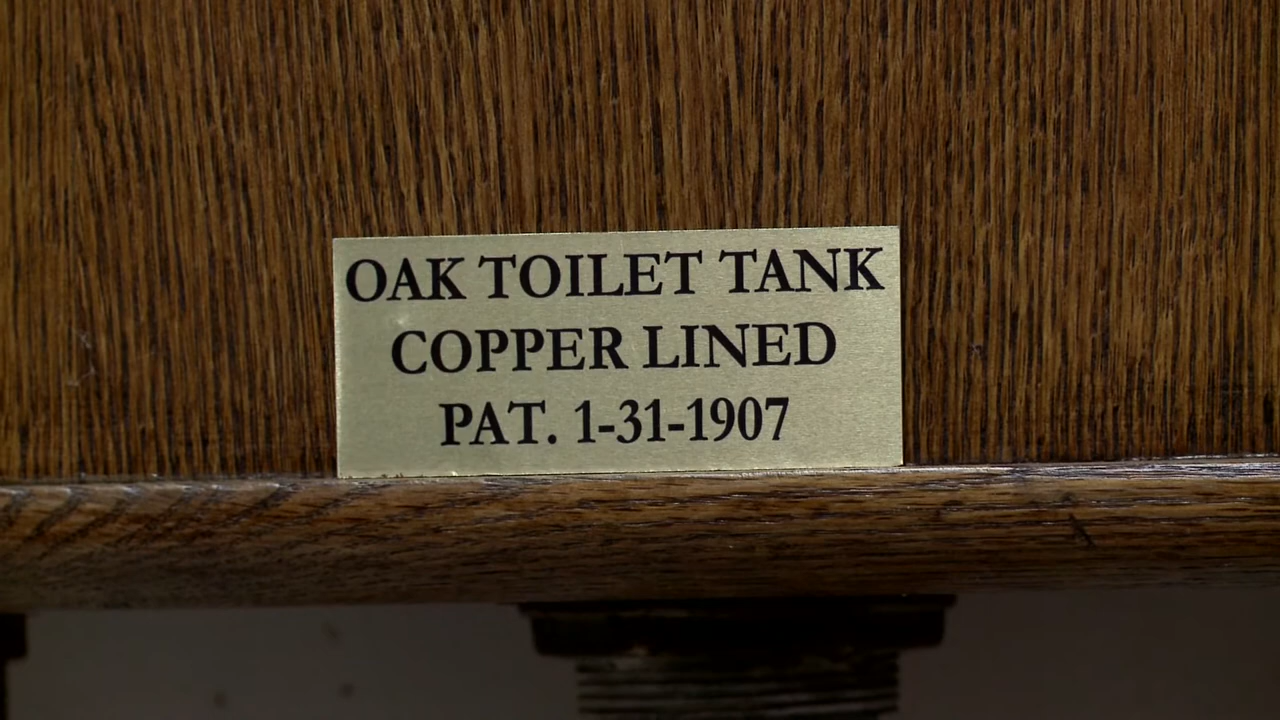 OAK TOILET TANK
COPPER LINED
PAT. 1-31-1907